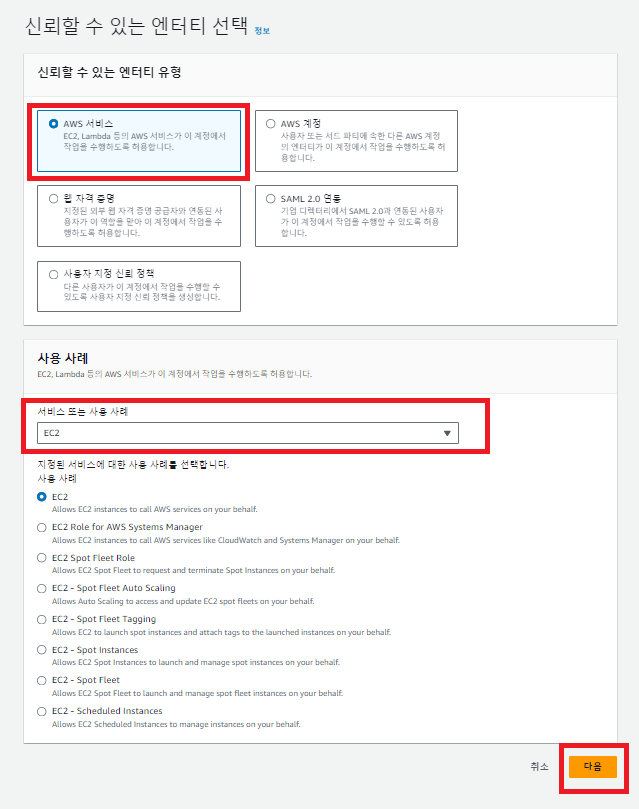 신뢰할 수 있는 엔터티 선택 정보
신뢰할 수 있는 엔터티 유형
AWS 서비스
EC2, Lambda 등의 AWS 서비스가 이 계정에서
작업을 수행하도록 허용합니다.
AWS 계정
사용자 또는 서드 파티에 속한 다른 AWS 계정
의 엔터티가 이 계정에서 작업을 수행하도록 허
용합니다.
웹 자격 증명
지정된 외부 웹 자격 증명 공급자와 연동된 사
용자가 이 역할을 맡아 이 계정에서 작업을 수
행하도록 허용합니다.
SAML 2.0 연동
기업 디렉터리에서 SAML 2.0과 연동된 사용자
가 이 계정에서 작업을 수행할 수 있도록 허용
합니다.
사용자 지정 신뢰 정책
다른 사용자가 이 계정에서 작업을 수행할 수
있도록 사용자 지정 신뢰 정책을 생성합니다.
사용 사례
EC2, Lambda 등의 AWS 서비스가 이 계정에서 작업을 수행하도록 허용합니다.
서비스 또는 사용 사례
EC2
지정된 서비스에 대한 사용 사례를 선택합니다.
사용 사례
EC2
Allows EC2 instances to call AWS services on your behalf.
EC2 Role for AWS Systems Manager
Allows EC2 instances to call AWS services like CloudWatch and Systems Manager on your behalf.
EC2 Spot Fleet Role
Allows EC2 Spot Fleet to request and terminate Spot Instances on your behalf.
EC2 - Spot Fleet Auto Scaling
Allows Auto Scaling to access and update EC2 spot fleets on your behalf.
EC2 - Spot Fleet Tagging
Allows EC2 to launch spot instances and attach tags to the launched instances on your behalf.
EC2 - Spot Instances
Allows EC2 Spot Instances to launch and manage spot instances on your behalf.
EC2 - Spot Fleet
Allows EC2 Spot Fleet to launch and manage spot fleet instances on your behalf.
EC2 - Scheduled Instances
Allows EC2 Scheduled Instances to manage instances on your behalf.
취소 다음